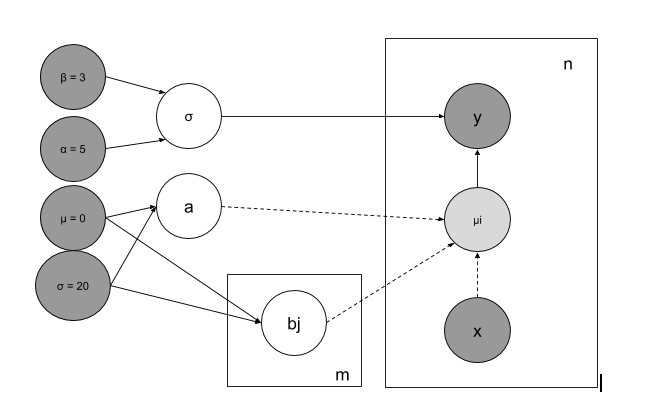 β = 3
α = 5
μ = 0
σ = 20
σ
a
bj
m
n
y
μi
x